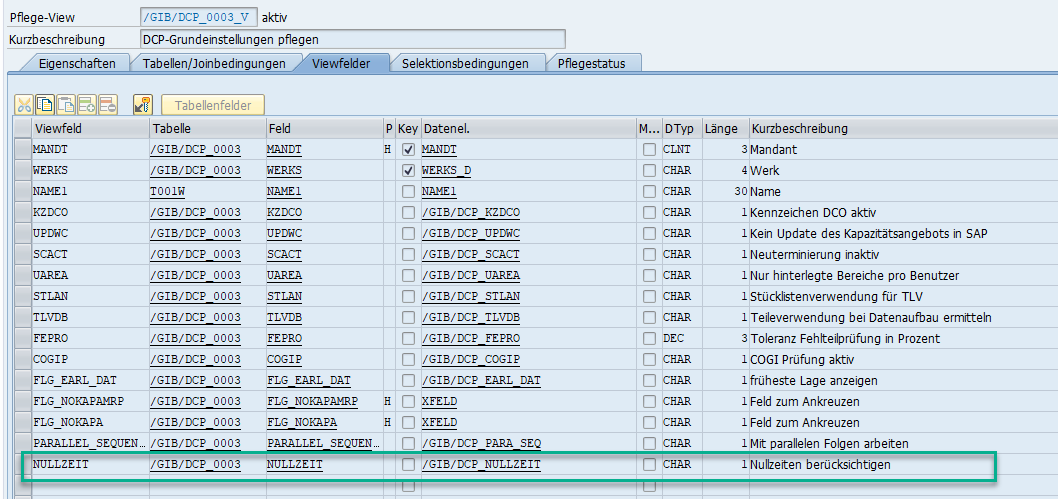 Pflege-View /GIB/DCP_0003_V aktiv
Kurzbeschreibung DCP-Grundeinstellungen pflegen
Eigenschaften Tabellen/Joinbedingungen Viewfelder Selektionsbedingungen Pflegestatus
Tabellenfelder
Viewfeld Tabelle Feld P Key Datenel. M... DTyp Länge Kurzbeschreibung
MANDT /GIB/DCP_0003 MANDT H MANDT CLNT 3 Mandant
WERKS /GIB/DCP_0003 WERKS WERKS_D CHAR 4 Werk
NAME1 T001W NAME1 NAME1 CHAR 30 Name
KZDCO /GIB/DCP_0003 KZDCO /GIB/DCP_KZDCO CHAR 1 Kennzeichen DCO aktiv
UPDWC /GIB/DCP_0003 UPDWC /GIB/DCP_UPDWC CHAR 1 Kein Update des Kapazitätsangebots in SAP
SCACT /GIB/DCP_0003 SCACT /GIB/DCP_SCACT CHAR 1 Neuterminierung inaktiv
UAREA /GIB/DCP_0003 UAREA /GIB/DCP_UAREA CHAR 1 Nur hinterlegte Bereiche pro Benutzer
STLAN /GIB/DCP_0003 STLAN /GIB/DCP_STLAN CHAR 1 Stücklistenverwendung für TLV
TLVDB /GIB/DCP_0003 TLVDB /GIB/DCP_TLVDB CHAR 1 Teileverwendung bei Datenaufbau ermitteln
FEPRO /GIB/DCP_0003 FEPRO /GIB/DCP_FEPRO DEC 3 Toleranz Fehlteilprüfung in Prozent
COGIP /GIB/DCP_0003 COGIP /GIB/DCP_COGIP CHAR 1 COGI Prüfung aktiv
FLG_EARL_DAT /GIB/DCP_0003 FLG_EARL_DAT /GIB/DCP_EARL_DAT CHAR 1 früheste Lage anzeigen
FLG_NOKAPAMRP /GIB/DCP_0003 FLG_NOKAPAMRP H XFELD CHAR 1 Feld zum Ankreuzen
FLG_NOKAPA /GIB/DCP_0003 FLG_NOKAPA H XFELD CHAR 1 Feld zum Ankreuzen
PARALLEL_SEQUEN... /GIB/DCP_0003 PARALLEL_SEQUEN... /GIB/DCP_PARA_SEQ CHAR 1 Mit parallelen Folgen arbeiten
NULLZEIT /GIB/DCP_0003 NULLZEIT /GIB/DCP_NULLZEIT CHAR 1 Nullzeiten berücksichtigen